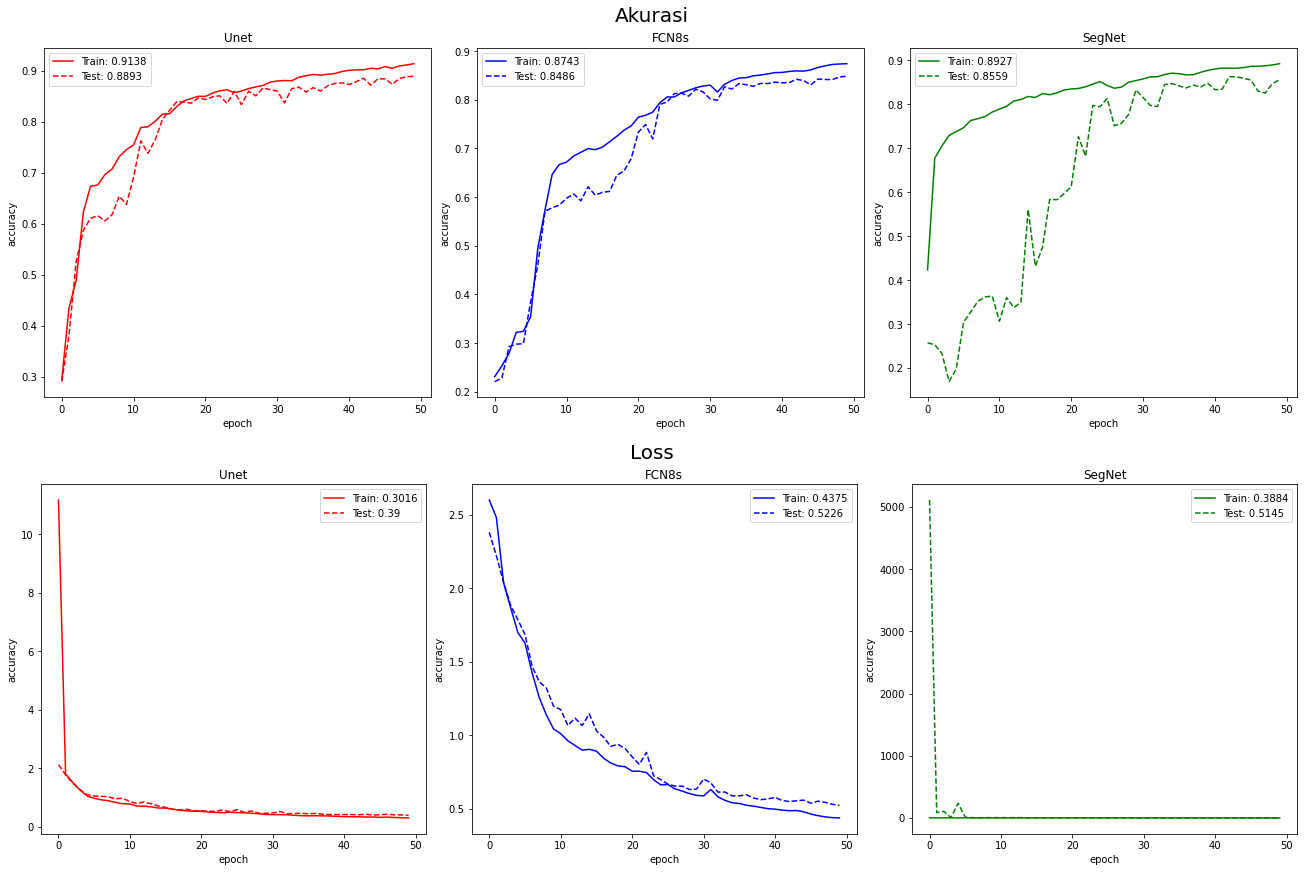 Akurasi
Unet
Train: 0.9138
Test: 0.8893
accuracy
0.9
0.8
0.7
0.6
0.5
0.4
0.3
0 10 20 30 40 50
epoch
FCN8s
Train: 0.8743
Test: 0.8486
accuracy
0.9
0.8
0.7
0.6
0.5
0.4
0.3
0.2
0 10 20 30 40 50
epoch
SegNet
Train: 0.8927
Test: 0.8559
accuracy
0.9
0.8
0.7
0.6
0.5
0.4
0.3
0.2
0 10 20 30 40 50
epoch
Loss
Unet
Train: 0.3016
Test: 0.39
accuracy
10
8
6
4
2
0
0 10 20 30 40 50
epoch
FCN8s
Train: 0.4375
Test: 0.5226
accuracy
2.5
2.0
1.5
1.0
0.5
0 10 20 30 40 50
epoch
SegNet
Train: 0.3884
Test: 0.5145
accuracy
5000
4000
3000
2000
1000
0
0 10 20 30 40 50
epoch